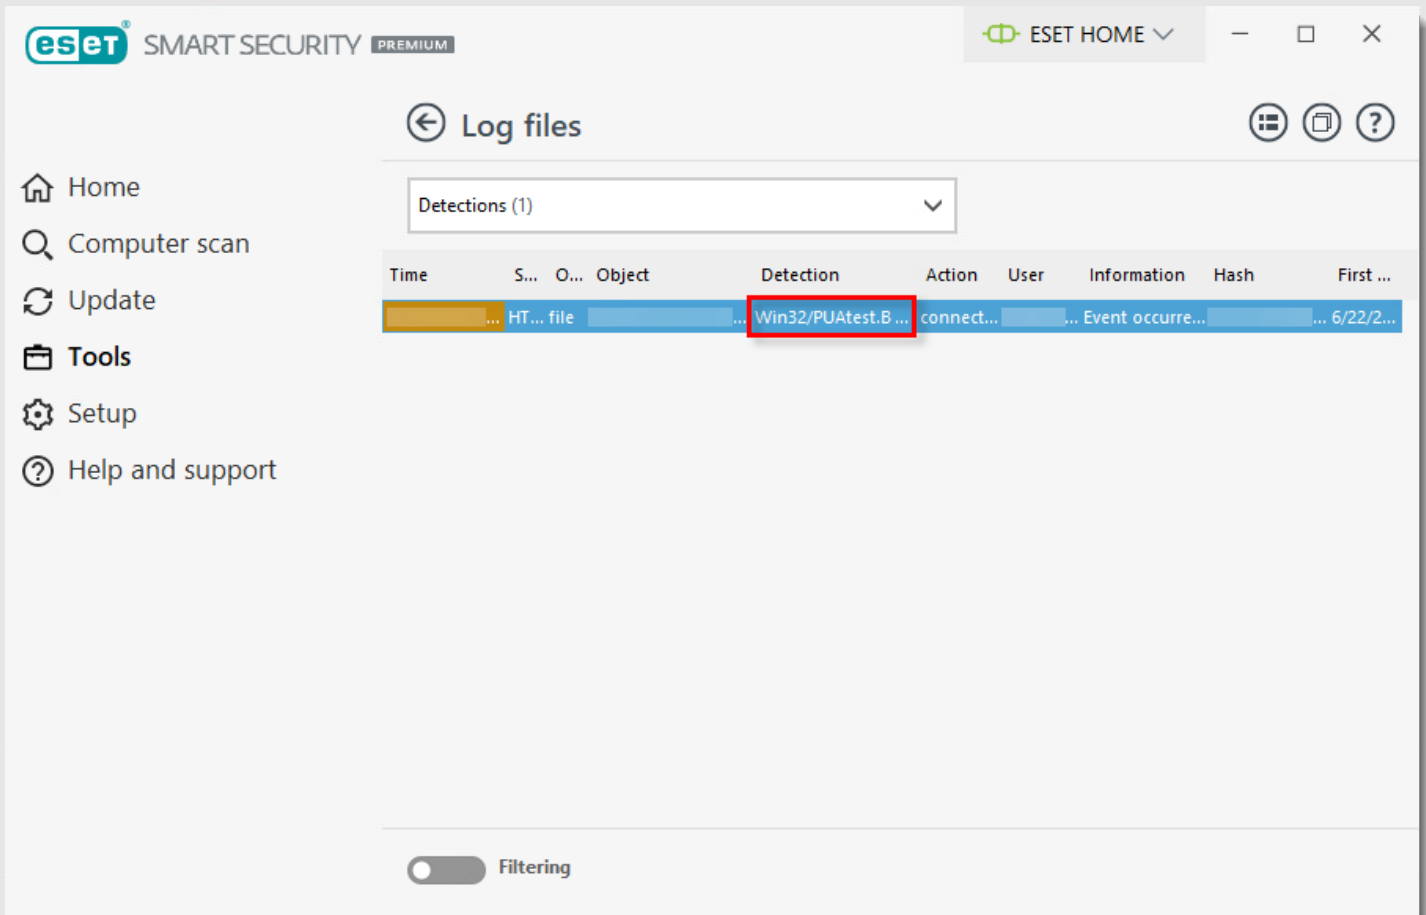 eset® SMART SECURITY PREMIUM
ESET HOME
Log files
Home
Computer scan
Update
Tools
Setup
Help and support
Detections (1)
Time S... O... Object Detection Action User Information Hash First ...
... HT... file ... Win32/PUAtest.B ... connect... ... Event occurre... ... 6/22/2...
Filtering